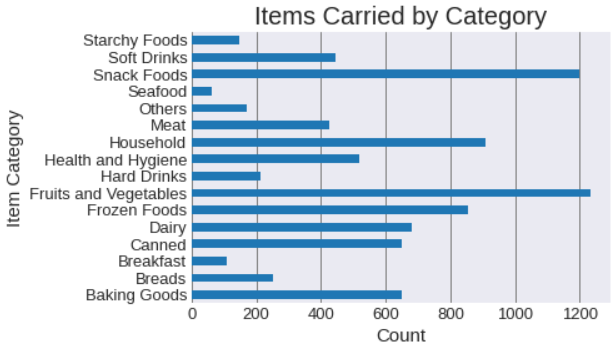 Items Carried by Category
Item Category
Starchy Foods
Soft Drinks
Snack Foods
Seafood
Others
Meat
Household
Health and Hygiene
Hard Drinks
Fruits and Vegetables
Frozen Foods
Dairy
Canned
Breakfast
Breads
Baking Goods
0 200 400 600 800 1000 1200
Count